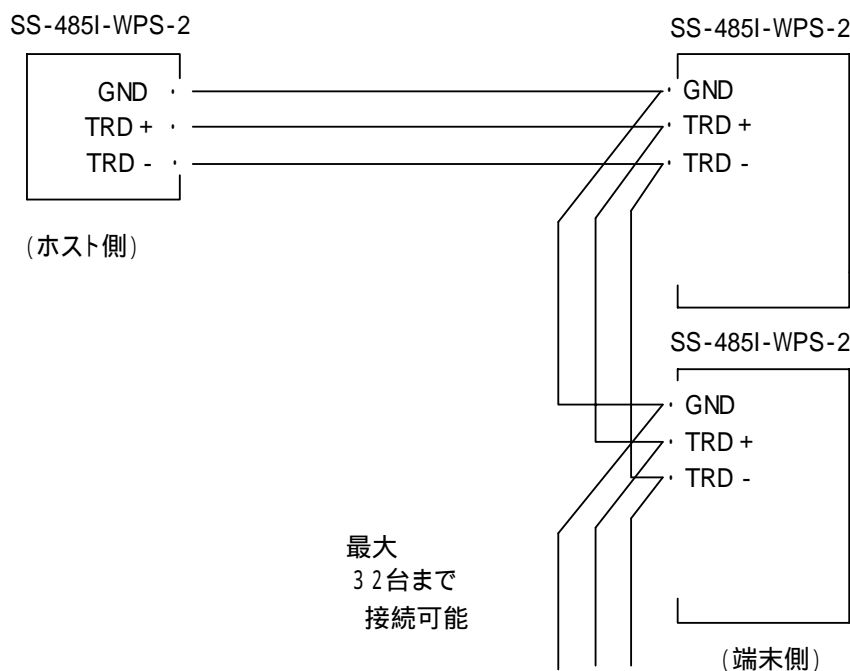 SS-485I-WPS-2
GND
TRD +
TRD -
(ホスト側)
SS-485I-WPS-2
GND
TRD +
TRD -
SS-485I-WPS-2
GND
TRD +
TRD -
最大
３２台まで
接続可能
(端末側)